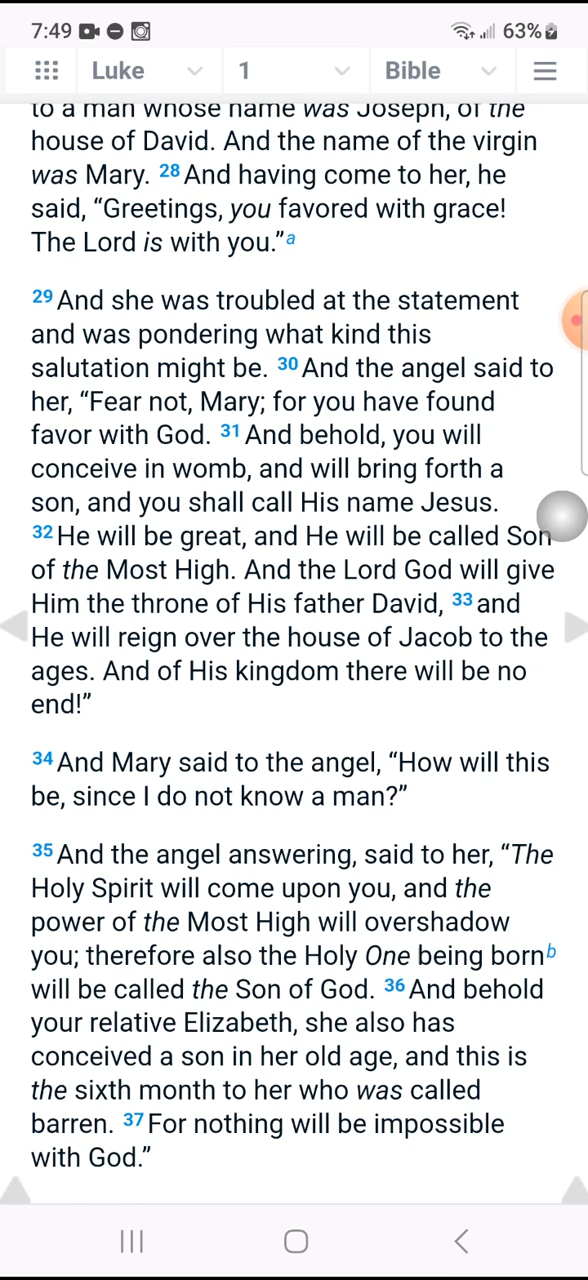 7:49 63%
Luke 1 Bible
to a man whose name was Joseph, of the
house of David. And the name of the virgin
was Mary. 28 And having come to her, he
said, “Greetings, you favored with grace!
The Lord is with you.”a
29 And she was troubled at the statement
and was pondering what kind this
salutation might be. 30 And the angel said to
her, “Fear not, Mary; for you have found
favor with God. 31 And behold, you will
conceive in womb, and will bring forth a
son, and you shall call His name Jesus.
32 He will be great, and He will be called Son
of the Most High. And the Lord God will give
Him the throne of His father David, 33 and
He will reign over the house of Jacob to the
ages. And of His kingdom there will be no
end!”
34 And Mary said to the angel, “How will this
be, since I do not know a man?”
35 And the angel answering, said to her, “The
Holy Spirit will come upon you, and the
power of the Most High will overshadow
you; therefore also the Holy One being bornb
will be called the Son of God. 36 And behold
your relative Elizabeth, she also has
conceived a son in her old age, and this is
the sixth month to her who was called
barren. 37 For nothing will be impossible
with God.”